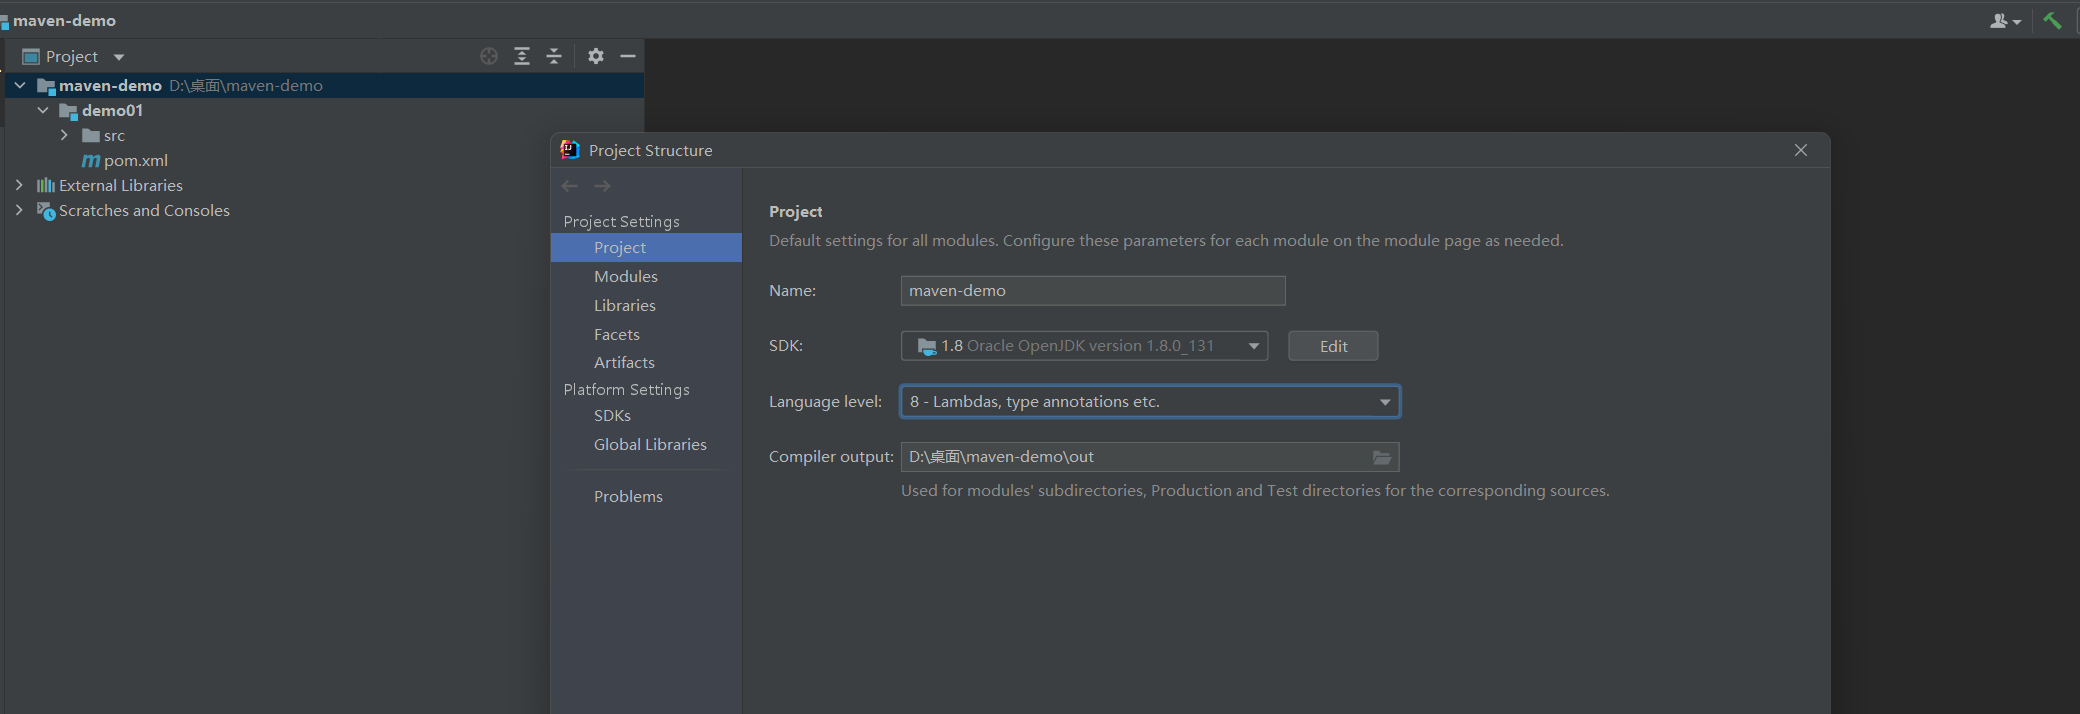 maven-demo
Project
maven-demo D:\桌面\maven-demo
demo01
src
pom.xml
External Libraries
Scratches and Consoles
Project Structure
Project Settings
Project
Modules
Libraries
Facets
Artifacts
Platform Settings
SDKs
Global Libraries
Problems
Project
Default settings for all modules. Configure these parameters for each module on the module page as needed.
Name: maven-demo
SDK: 1.8 Oracle OpenJDK version 1.8.0_131 Edit
Language level: 8 - Lambdas, type annotations etc.
Compiler output: D:\桌面\maven-demo\out
Used for modules' subdirectories, Production and Test directories for the corresponding sources.